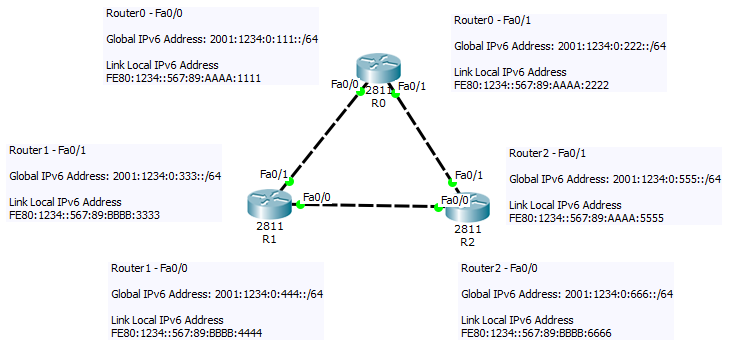 Router0 - Fa0/0
Global IPv6 Address: 2001:1234:0:111::/64
Link Local IPv6 Address
FE80:1234::567:89:AAAA:1111
Router0 - Fa0/1
Global IPv6 Address: 2001:1234:0:222::/64
Link Local IPv6 Address
FE80:1234::567:89:AAAA:2222
Fa0/0
Fa0/1
2811
R0
Router1 - Fa0/1
Global IPv6 Address: 2001:1234:0:333::/64
Link Local IPv6 Address
FE80:1234::567:89:BBBB:3333
Router2 - Fa0/1
Global IPv6 Address: 2001:1234:0:555::/64
Link Local IPv6 Address
FE80:1234::567:89:AAAA:5555
Fa0/1
Fa0/0
2811
R1
Fa0/1
Fa0/0
2811
R2
Router1 - Fa0/0
Global IPv6 Address: 2001:1234:0:444::/64
Link Local IPv6 Address
FE80:1234::567:89:BBBB:4444
Router2 - Fa0/0
Global IPv6 Address: 2001:1234:0:666::/64
Link Local IPv6 Address
FE80:1234::567:89:BBBB:6666